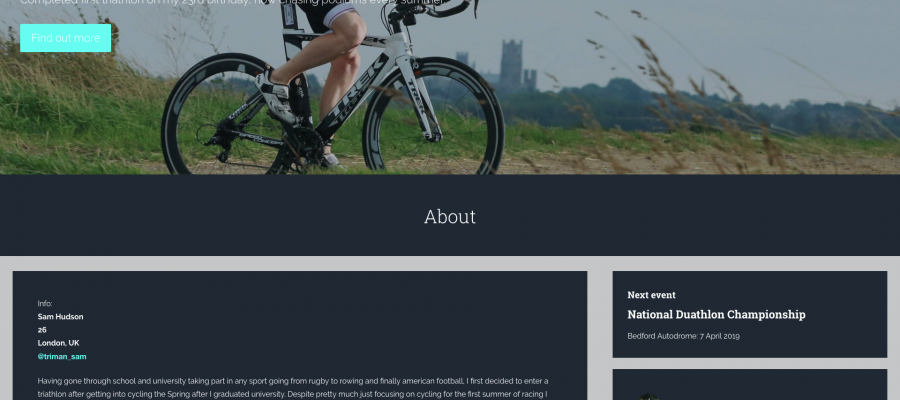 Completed first triathlon on my 23rd birthday, now chasing podiums every summer.
Find out more
TREK
TREK
About
Info:
Sam Hudson
26
London, UK
@triman_sam
Having gone through school and university taking part in any sport going from rugby to rowing and finally american football, I first decided to enter a
triathlon after getting into cycling the Spring after I graduated university. Despite pretty much just focusing on cycling for the first summer of racing I
Next event
National Duathlon Championship
Bedford Autodrome: 7 April 2019